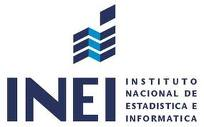 INEI
INSTITUTO
NACIONAL DE
ESTADISTICA E
INFORMATICA